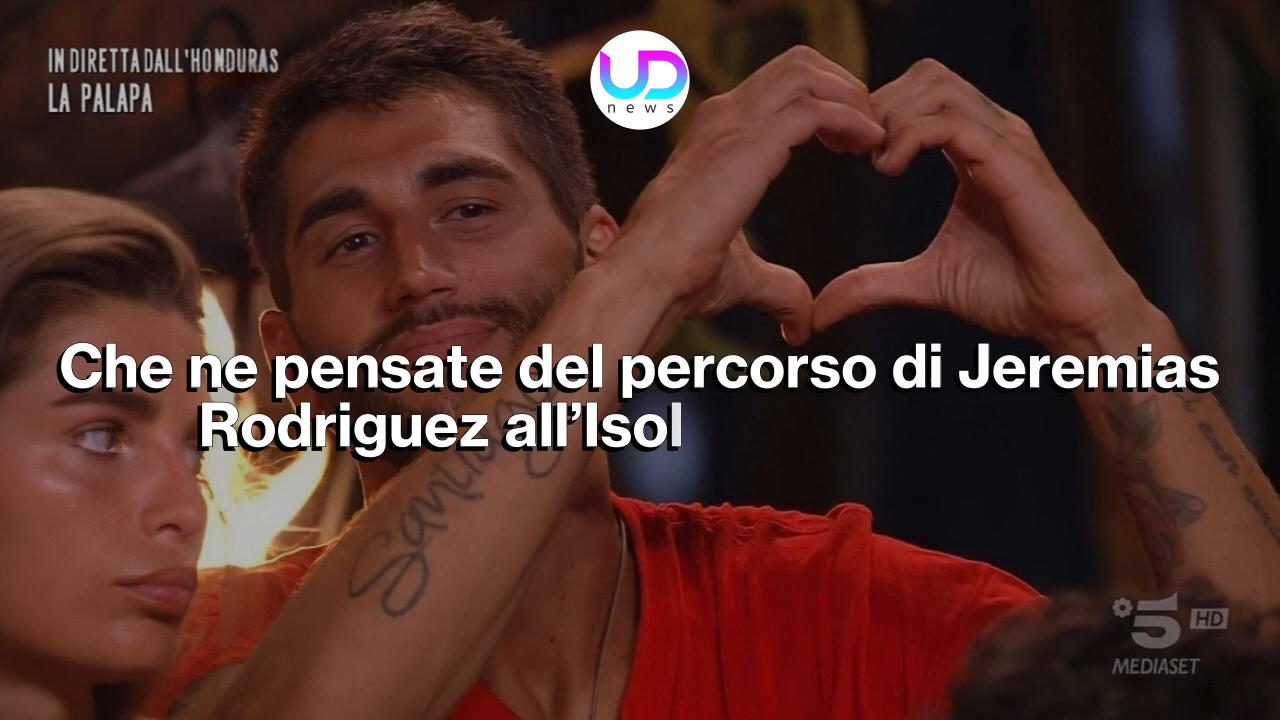 IN DIRETTA DALL'HONDURAS
LA PALAPA
UD
news
Che ne pensate del percorso di Jeremias
Rodriguez all’Isol
5 HD
MEDIASET